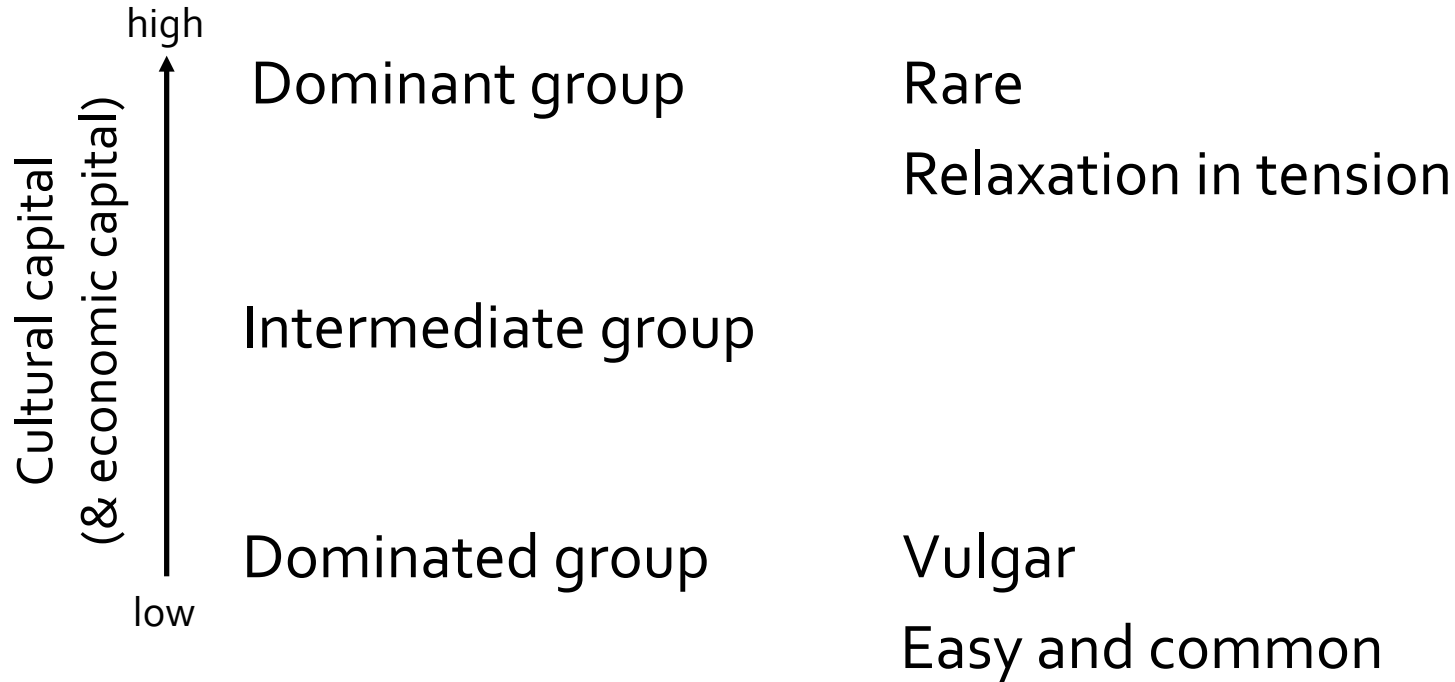 high
Cultural capital
(& economic capital)
Dominant group
Rare
Relaxation in tension
Intermediate group
Dominated group
Vulgar
low
Easy and common